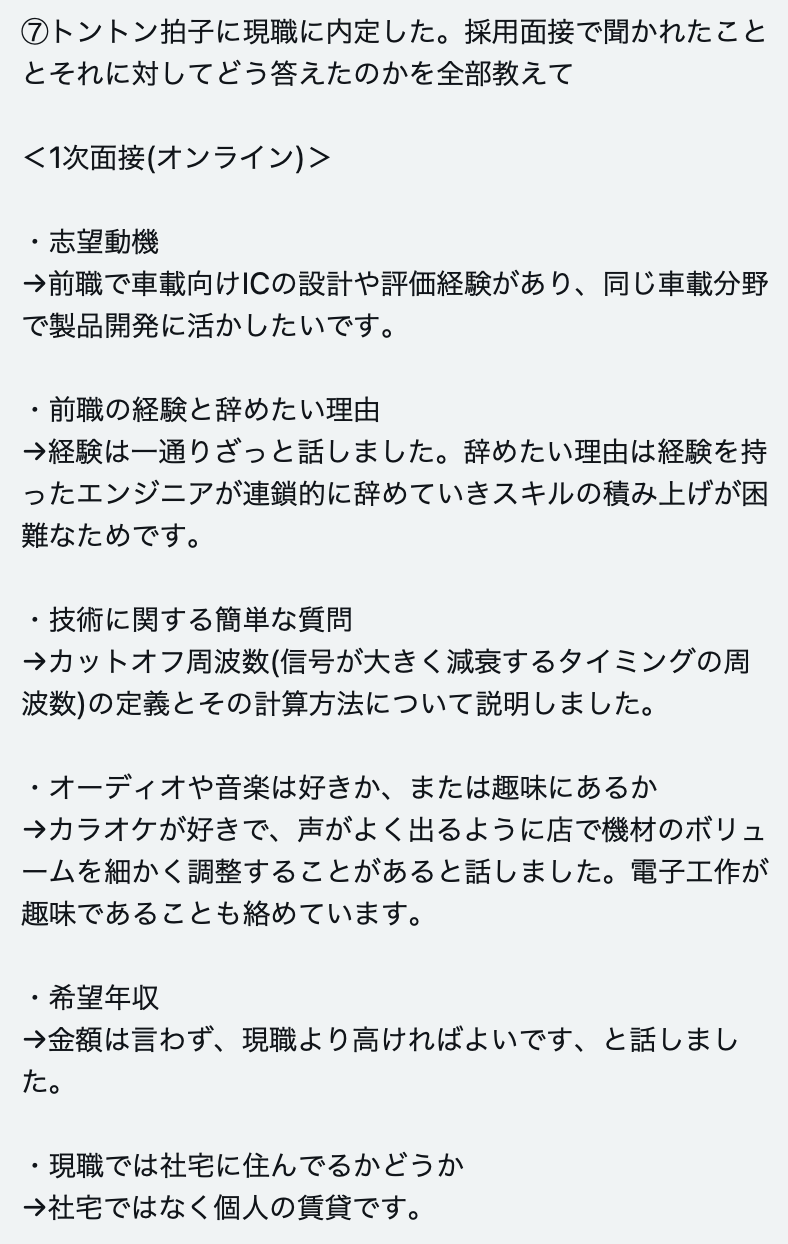 ⑦トントン拍子に現職に内定した。採用面接で聞かれたこと
とそれに対してどう答えたのかを全部教えて
＜1次面接(オンライン)＞
・志望動機
→前職で車載向けICの設計や評価経験があり、同じ車載分野
で製品開発に活かしたいです。
・前職の経験と辞めたい理由
→経験は一通りざっと話しました。辞めたい理由は経験を持
ったエンジニアが連鎖的に辞めていきスキルの積み上げが困
難なためです。
・技術に関する簡単な質問
→カットオフ周波数(信号が大きく減衰するタイミングの周
波数)の定義とその計算方法について説明しました。
・オーディオや音楽は好きか、または趣味にあるか
→カラオケが好きで、声がよく出るように店で機材のボリュ
ームを細かく調整することがあると話しました。電子工作が
趣味であることも絡めています。
・希望年収
→金額は言わず、現職より高ければよいです、と話しまし
た。
・現職では社宅に住んでるかどうか
→社宅ではなく個人の賃貸です。